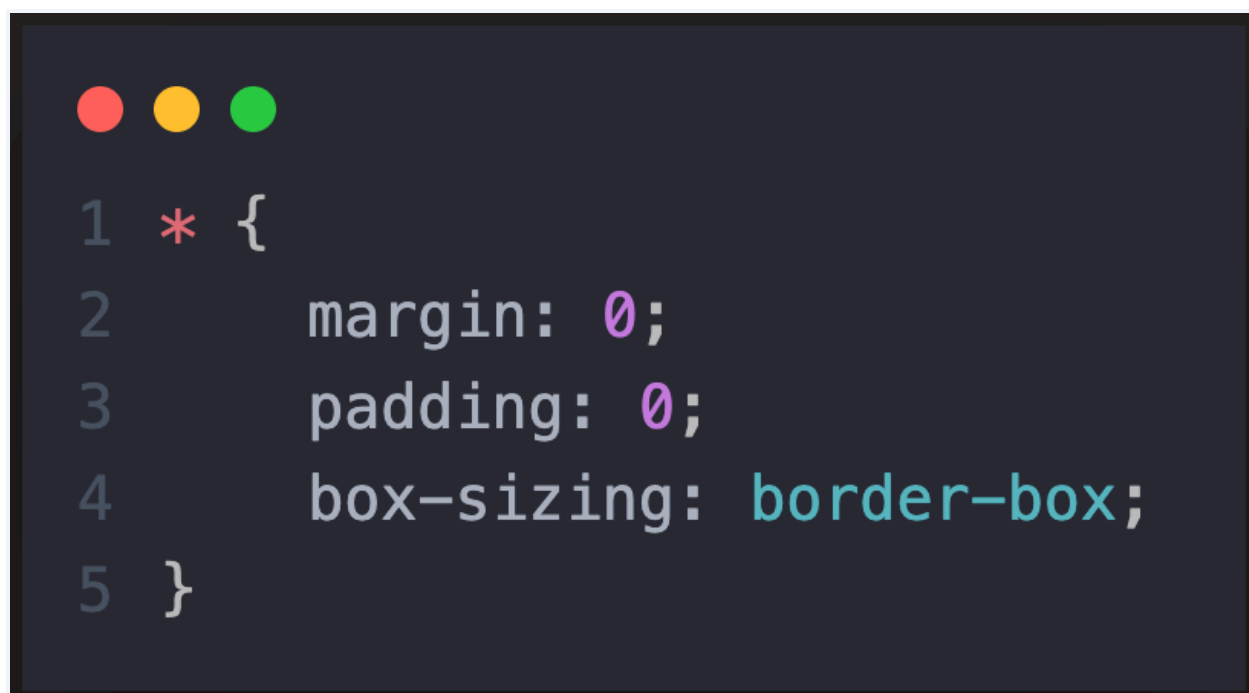 1 * {
2 margin: 0;
3 padding: 0;
4 box-sizing: border-box;
5 }